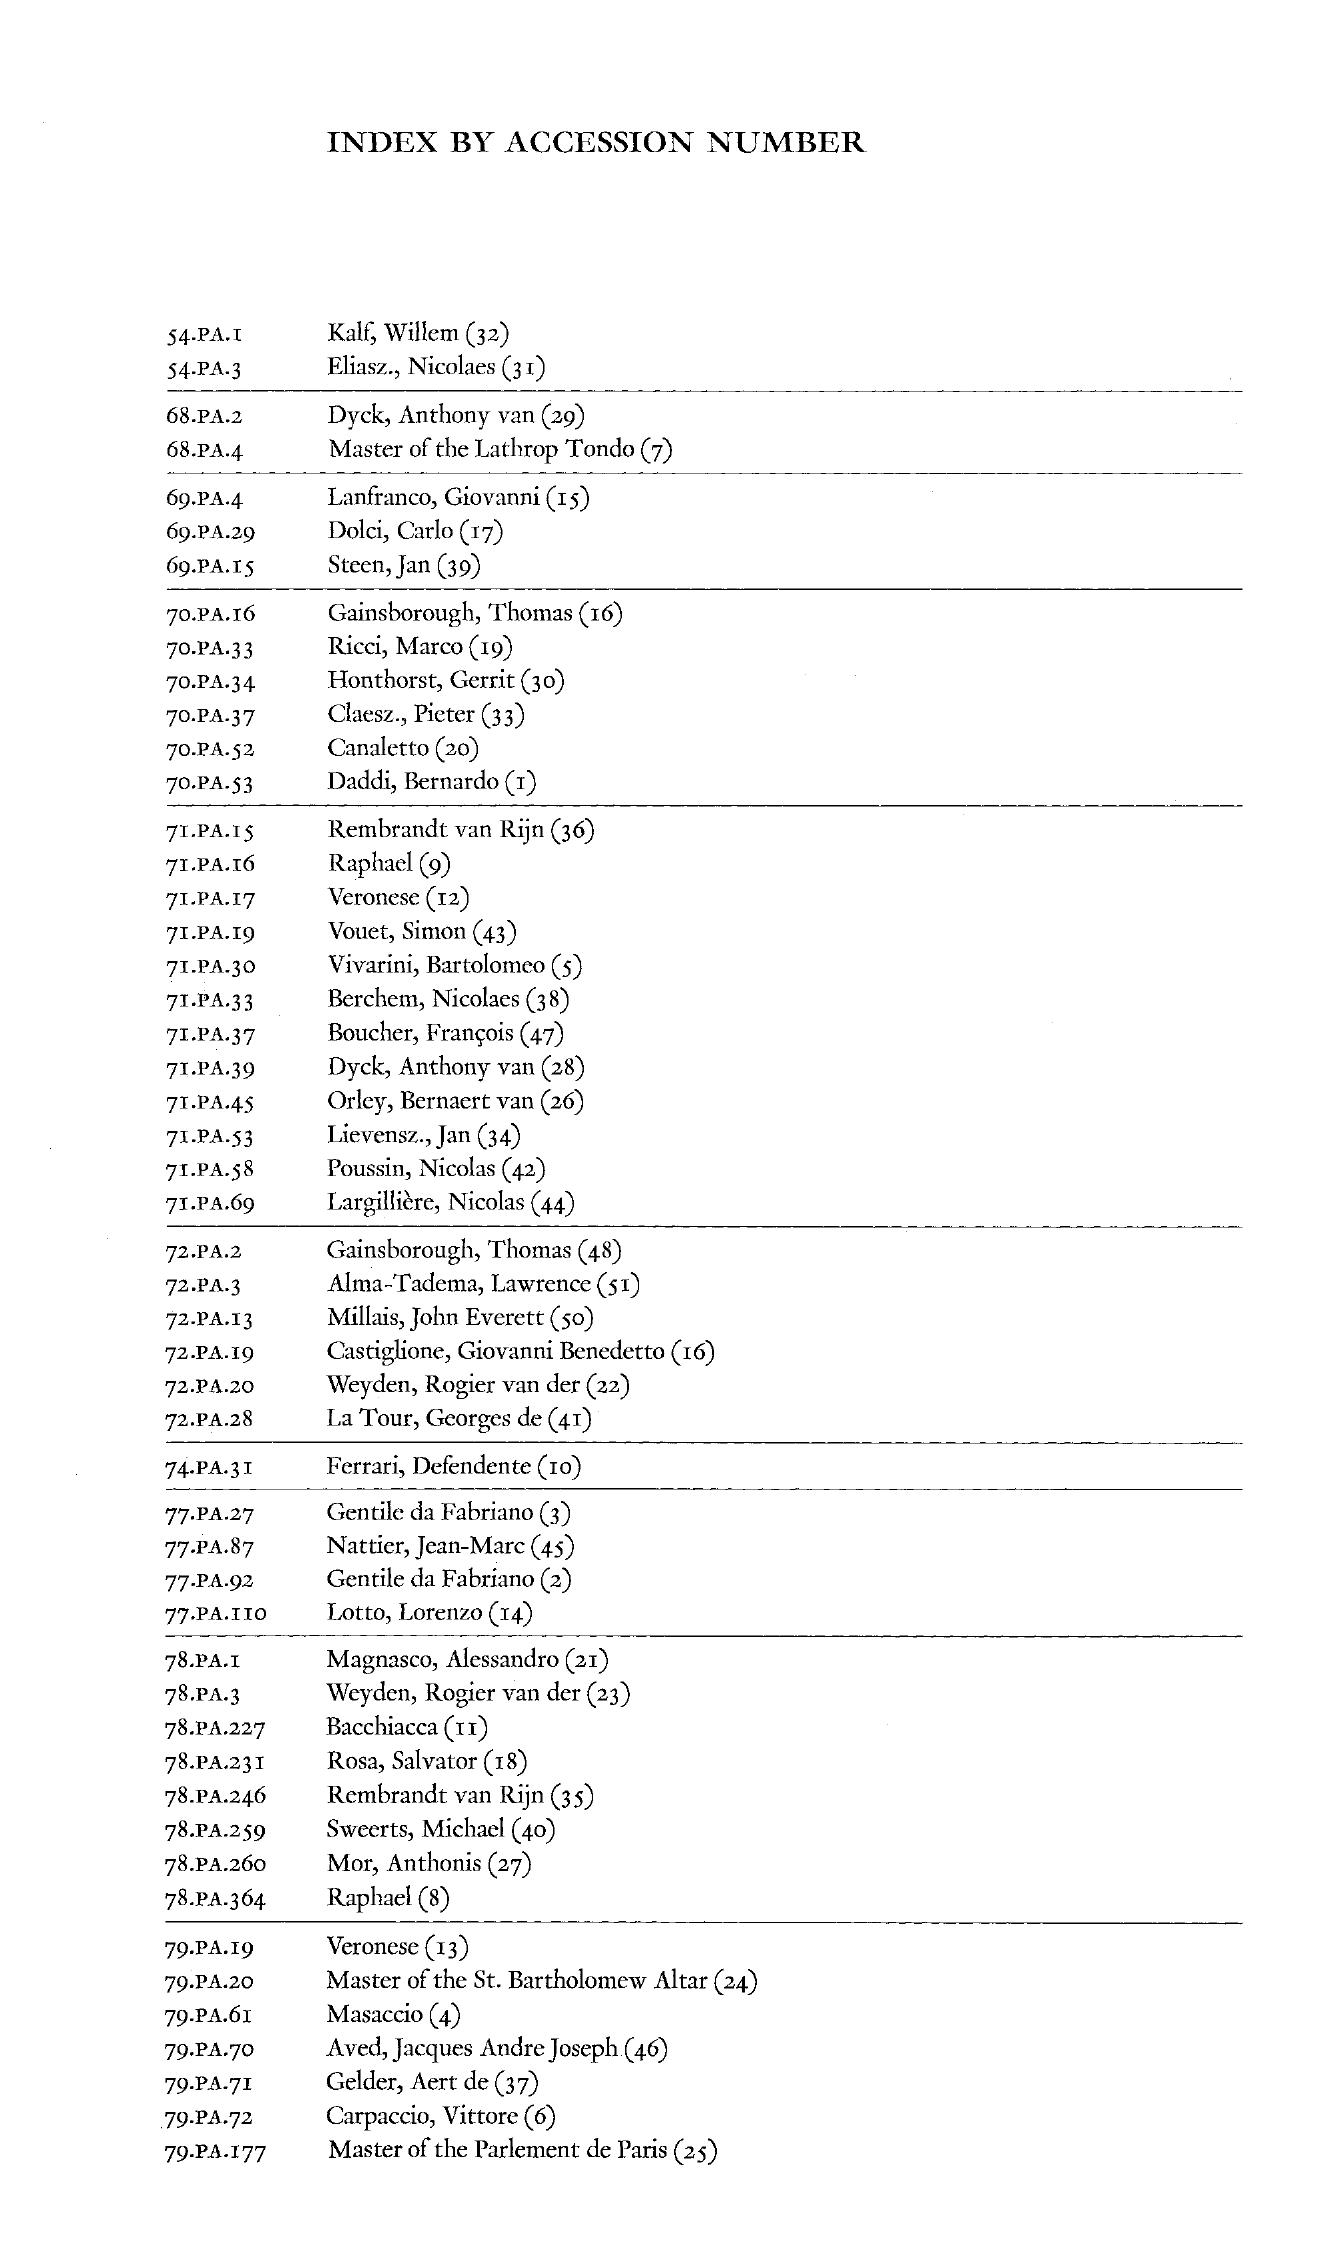 INDEX BY ACCESSION NUMBER
54.PA.1 Kalf, Willem (32)
54.PA.3 Eliasz., Nicolaes (31)
68.PA.2 Dyck, Anthony van (29)
68.PA.4 Master of the Lathrop Tondo (7)
69.PA.4 Lanfranco, Giovanni (15)
69.PA.29 Dolci, Carlo (17)
69.PA.15 Steen, Jan (39)
70.PA.16 Gainsborough, Thomas (16)
70.PA.33 Ricci, Marco (19)
70.PA.34 Honthorst, Gerrit (30)
70.PA.37 Claesz., Pieter (33)
70.PA.52 Canaletto (20)
70.PA.53 Daddi, Bernardo (1)
71.PA.15 Rembrandt van Rijn (36)
71.PA.16 Raphael (9)
71.PA.17 Veronese (12)
71.PA.19 Vouet, Simon (43)
71.PA.30 Vivarini, Bartolomeo (5)
71.PA.33 Berchem, Nicolaes (38)
71.PA.37 Boucher, François (47)
71.PA.39 Dyck, Anthony van (28)
71.PA.45 Orley, Bernaert van (26)
71.PA.53 Lievensz., Jan (34)
71.PA.58 Poussin, Nicolas (42)
71.PA.69 Largillière, Nicolas (44)
72.PA.2 Gainsborough, Thomas (48)
72.PA.3 Alma-Tadema, Lawrence (51)
72.PA.13 Millais, John Everett (50)
72.PA.19 Castiglione, Giovanni Benedetto (16)
72.PA.20 Weyden, Rogier van der (22)
72.PA.28 La Tour, Georges de (41)
74.PA.31 Ferrari, Defendente (10)
77.PA.27 Gentile da Fabriano (3)
77.PA.87 Nattier, Jean-Marc (45)
77.PA.92 Gentile da Fabriano (2)
77.PA.110 Lotto, Lorenzo (14)
78.PA.1 Magnasco, Alessandro (21)
78.PA.3 Weyden, Rogier van der (23)
78.PA.227 Bacchiacca (11)
78.PA.231 Rosa, Salvator (18)
78.PA.246 Rembrandt van Rijn (35)
78.PA.259 Sweerts, Michael (40)
78.PA.260 Mor, Anthonis (27)
78.PA.364 Raphael (8)
79.PA.19 Veronese (13)
79.PA.20 Master of the St. Bartholomew Altar (24)
79.PA.61 Masaccio (4)
79.PA.70 Aved, Jacques Andre Joseph (46)
79.PA.71 Gelder, Aert de (37)
79.PA.72 Carpaccio, Vittore (6)
79.PA.177 Master of the Parlement de Paris (25)